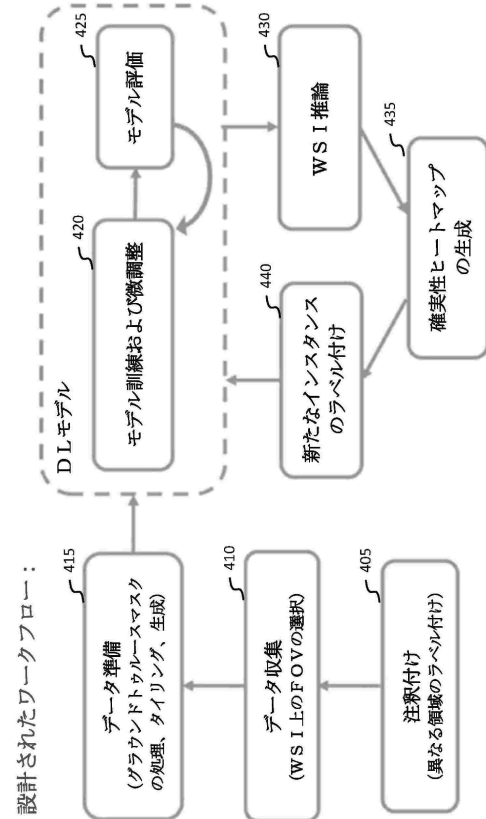 設計されたワークフロー：
415
データ準備
(グラウンドトゥルースマスク
の処理、タイリング、生成)
410
データ収集
(WSI上のFOVの選択)
405
注釈付け
(異なる領域のラベル付け)
DLモデル
420
モデル訓練および微調整
425
モデル評価
430
WSI推論
435
確実性ヒートマップ
の生成
440
新たなインスタンス
のラベル付け